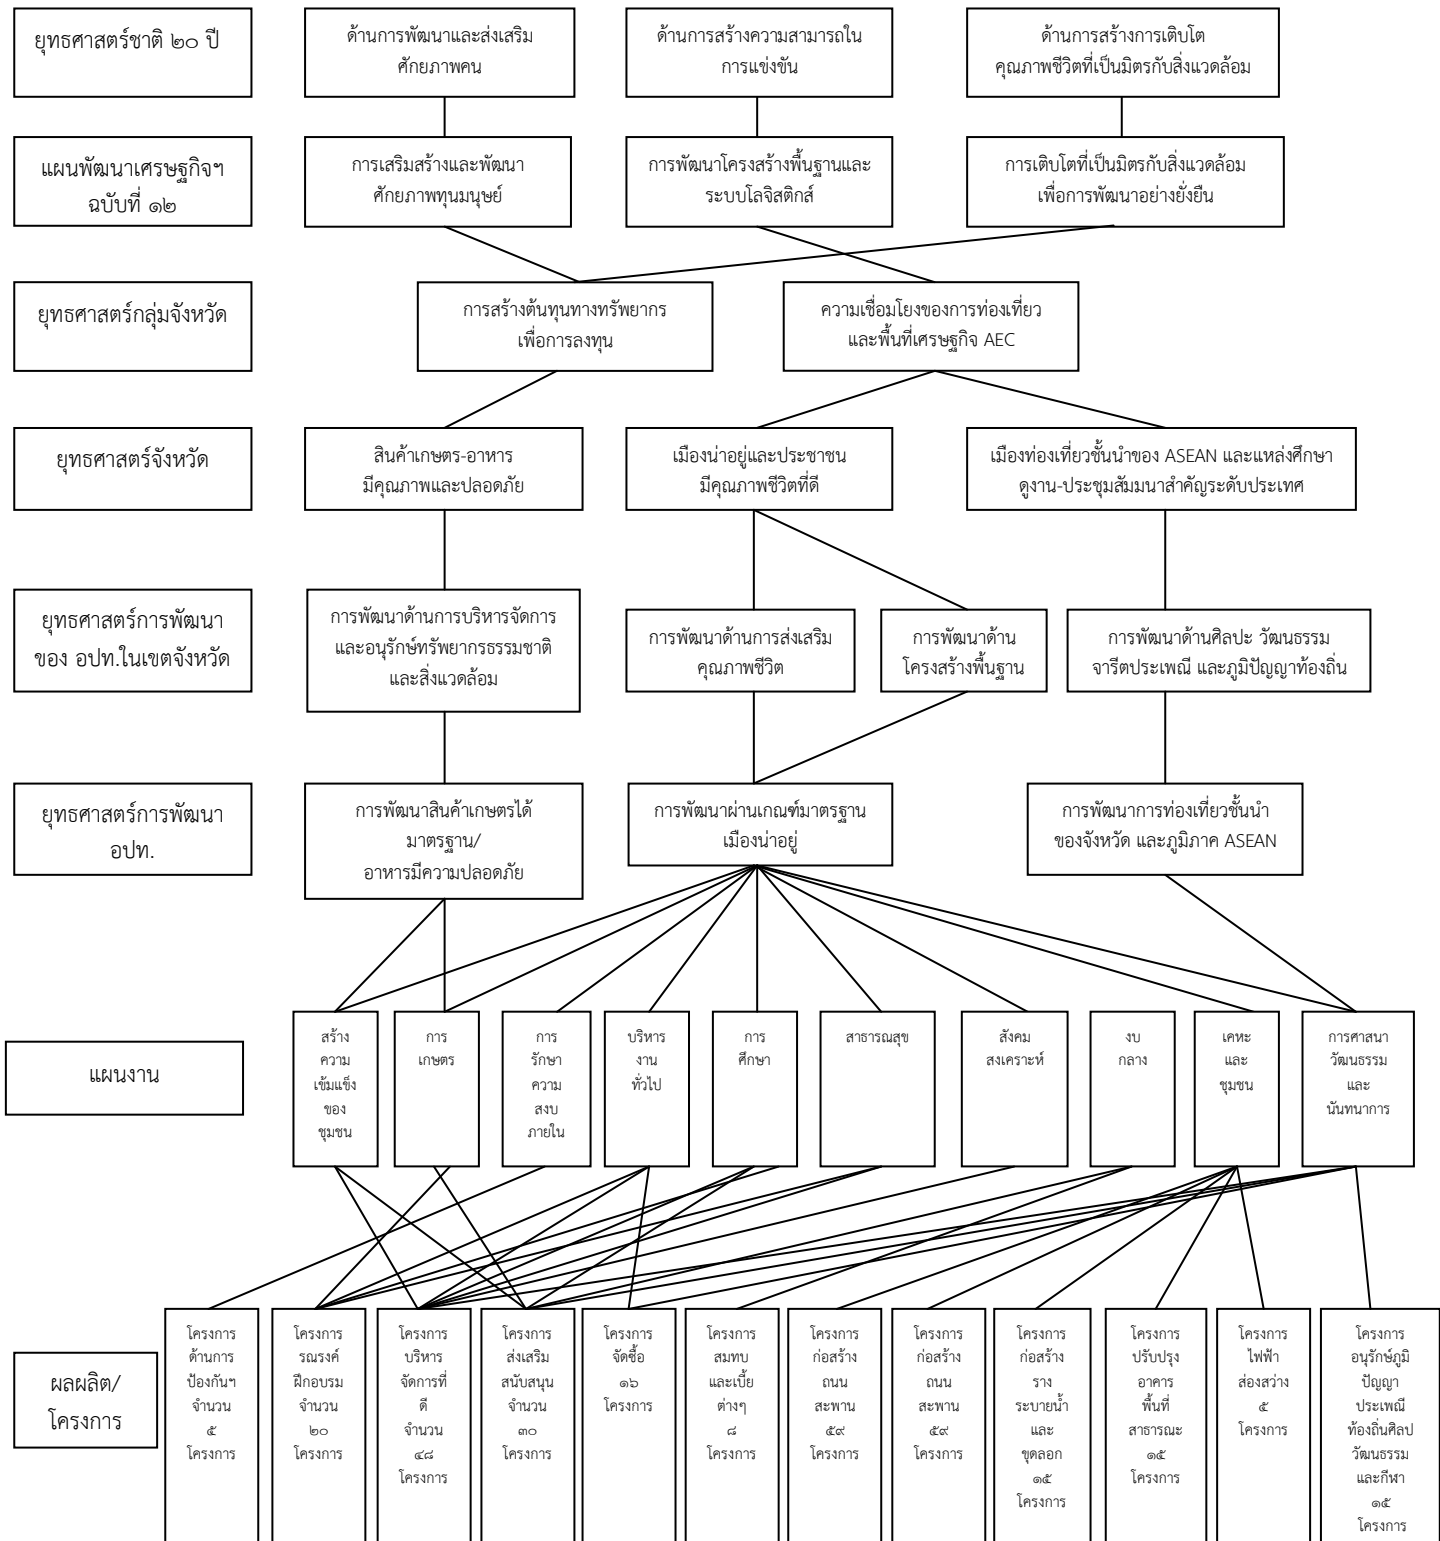 ยุทธศาสตร์ชาติ ๒๐ ปี
ด้านการพัฒนาและส่งเสริม
ศักยภาพคน
ด้านการสร้างความสามารถใน
การแข่งขัน
ด้านการสร้างการเติบโต
คุณภาพชีวิตที่เป็นมิตรกับสิ่งแวดล้อม
แผนพัฒนาเศรษฐกิจฯ
ฉบับที่ ๑๒
การเสริมสร้างและพัฒนา
ศักยภาพทุนมนุษย์
การพัฒนาโครงสร้างพื้นฐานและ
ระบบโลจิสติกส์
การเติบโตที่เป็นมิตรกับสิ่งแวดล้อม
เพื่อการพัฒนาอย่างยั่งยืน
ยุทธศาสตร์กลุ่มจังหวัด
การสร้างต้นทุนทางทรัพยากร
เพื่อการลงทุน
ความเชื่อมโยงของการท่องเที่ยว
และพื้นที่เศรษฐกิจ AEC
ยุทธศาสตร์จังหวัด
สินค้าเกษตร-อาหาร
มีคุณภาพและปลอดภัย
เมืองน่าอยู่และประชาชน
มีคุณภาพชีวิตที่ดี
เมืองท่องเที่ยวชั้นนำของ ASEAN และแหล่งศึกษา
ดูงาน-ประชุมสัมมนาสำคัญระดับประเทศ
ยุทธศาสตร์การพัฒนา
ของ อปท.ในเขตจังหวัด
การพัฒนาด้านการบริหารจัดการ
และอนุรักษ์ทรัพยากรธรรมชาติ
และสิ่งแวดล้อม
การพัฒนาด้านการส่งเสริม
คุณภาพชีวิต
การพัฒนาด้าน
โครงสร้างพื้นฐาน
การพัฒนาด้านศิลปะ วัฒนธรรม
จารีตประเพณี และภูมิปัญญาท้องถิ่น
ยุทธศาสตร์การพัฒนา
อปท.
การพัฒนาสินค้าเกษตรได้
มาตรฐาน/
อาหารมีความปลอดภัย
การพัฒนาผ่านเกณฑ์มาตรฐาน
เมืองน่าอยู่
การพัฒนาการท่องเที่ยวชั้นนำ
ของจังหวัด และภูมิภาค ASEAN
แผนงาน
สร้าง
ความ
เข้มแข็ง
ของ
ชุมชน
การ
เกษตร
การ
รักษา
ความ
สงบ
ภายใน
บริหาร
งาน
ทั่วไป
การ
ศึกษา
สาธารณสุข
สังคม
สงเคราะห์
งบ
กลาง
เคหะ
และ
ชุมชน
การศาสนา
วัฒนธรรม
และ
นันทนาการ
ผลผลิต/
โครงการ
โครงการ
ด้านการ
ป้องกันฯ
จำนวน
๕
โครงการ
โครงการ
รณรงค์
ฝึกอบรม
จำนวน
๒๐
โครงการ
โครงการ
บริหาร
จัดการที่
ดี
จำนวน
๔๘
โครงการ
โครงการ
ส่งเสริม
สนับสนุน
จำนวน
๓๐
โครงการ
โครงการ
จัดซื้อ
๑๖
โครงการ
โครงการ
สมทบ
และเบี้ย
ต่างๆ
๘
โครงการ
โครงการ
ก่อสร้าง
ถนน
สะพาน
๕๙
โครงการ
โครงการ
ก่อสร้าง
ถนน
สะพาน
๕๙
โครงการ
โครงการ
ก่อสร้าง
ราง
ระบายน้ำ
และ
ขุดลอก
๑๕
โครงการ
โครงการ
ปรับปรุง
อาคาร
พื้นที่
สาธารณะ
๑๕
โครงการ
โครงการ
ไฟฟ้า
ส่องสว่าง
๕
โครงการ
โครงการ
อนุรักษ์ภูมิ
ปัญญา
ประเพณี
ท้องถิ่นศิลป
วัฒนธรรม
และกีฬา
๑๕
โครงการ